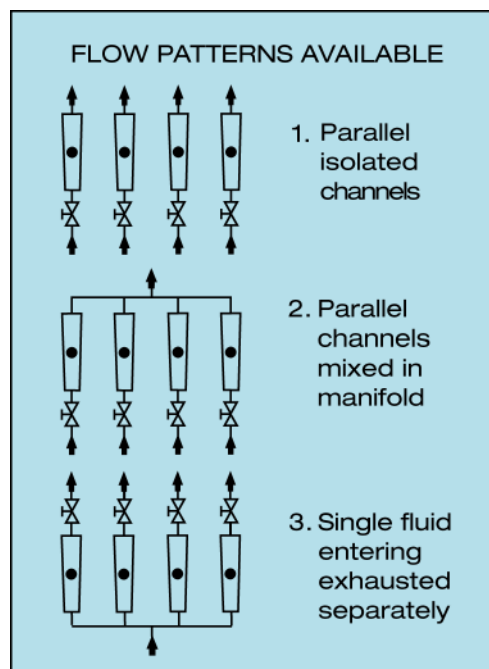 FLOW PATTERNS AVAILABLE
1. Parallel
isolated
channels
2. Parallel
channels
mixed in
manifold
3. Single fluid
entering
exhausted
separately